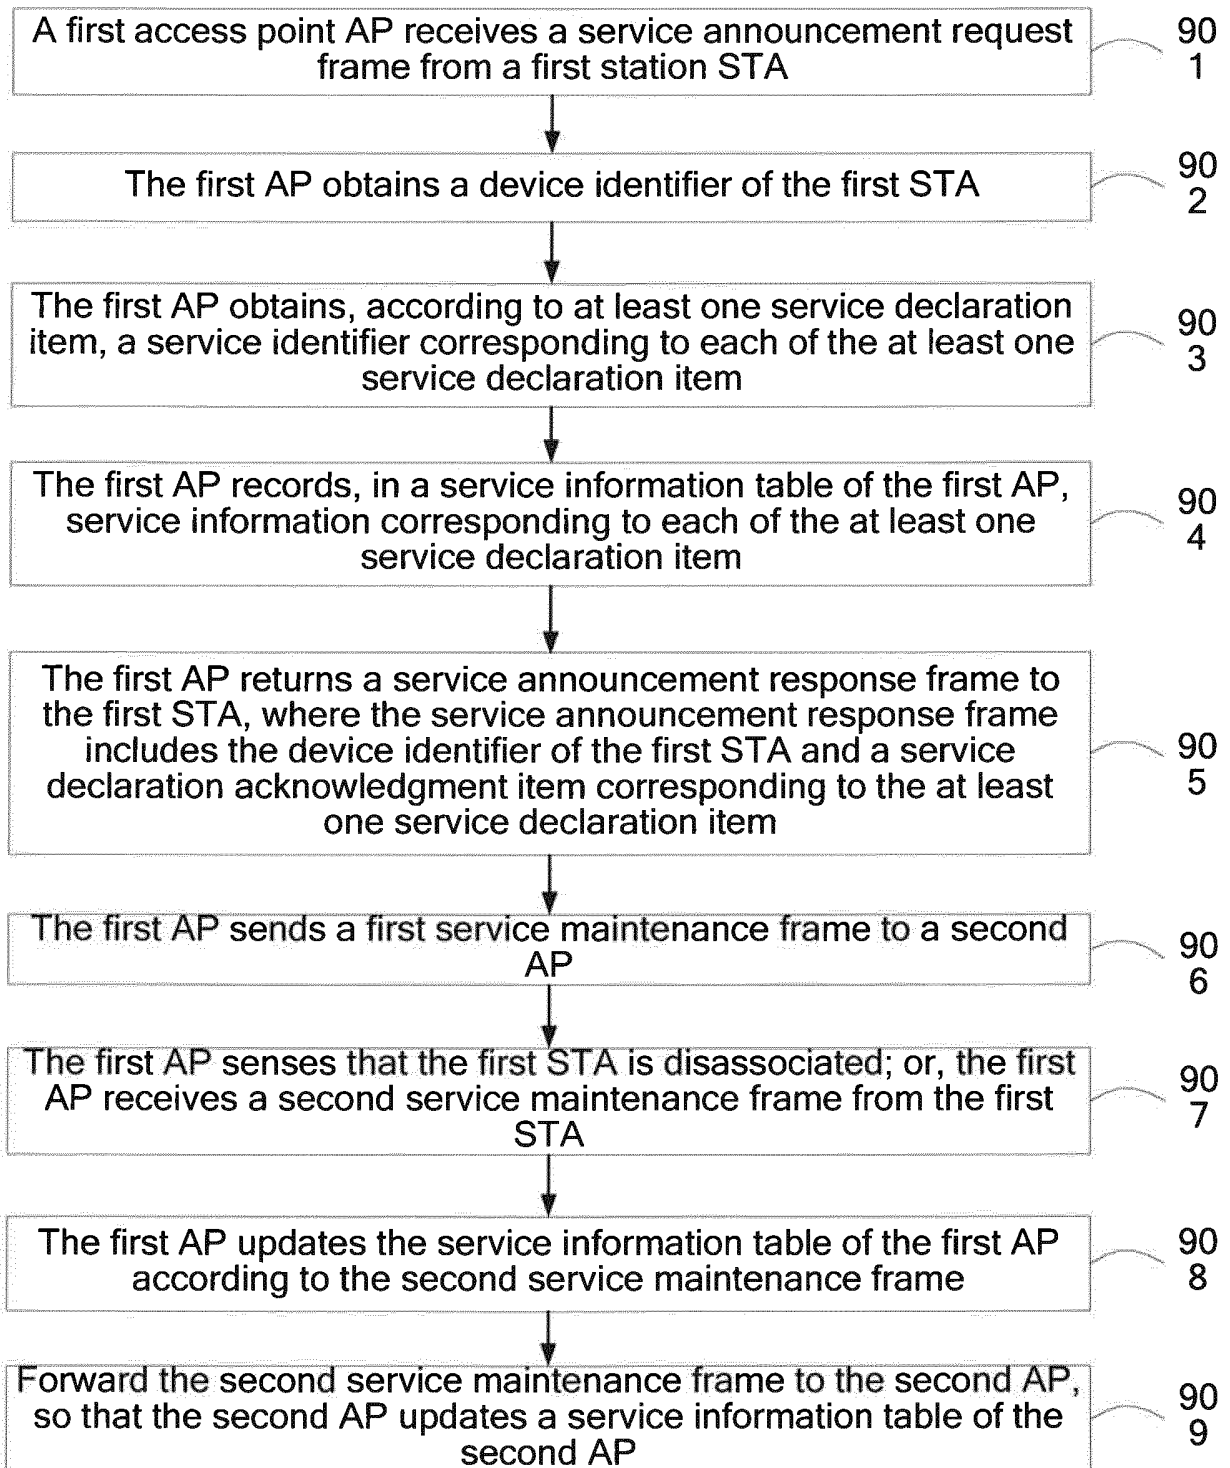 A first access point AP receives a service announcement request
frame from a first station STA
90
1
The first AP obtains a device identifier of the first STA
90
2
The first AP obtains, according to at least one service declaration
item, a service identifier corresponding to each of the at least one
service declaration item
90
3
The first AP records, in a service information table of the first AP,
service information corresponding to each of the at least one
service declaration item
90
4
The first AP returns a service announcement response frame to
the first STA, where the service announcement response frame
includes the device identifier of the first STA and a service
declaration acknowledgment item corresponding to the at least
one service declaration item
90
5
The first AP sends a first service maintenance frame to a second
AP
90
6
The first AP senses that the first STA is disassociated; or, the first
AP receives a second service maintenance frame from the first
STA
90
7
The first AP updates the service information table of the first AP
according to the second service maintenance frame
90
8
Forward the second service maintenance frame to the second AP,
so that the second AP updates a service information table of the
second AP
90
9